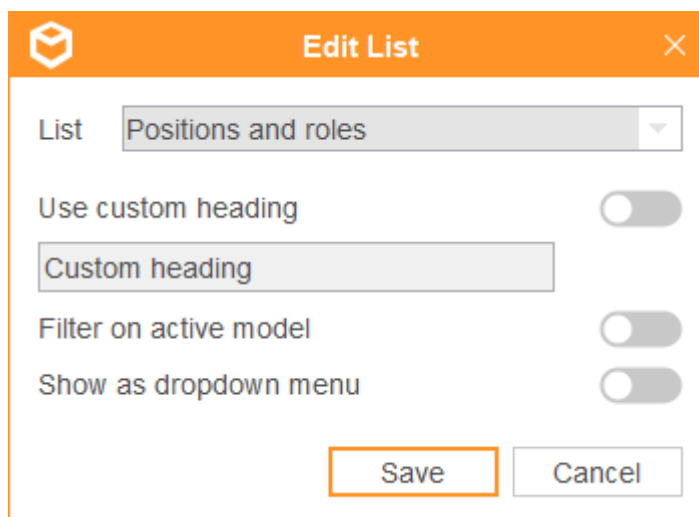 Edit List
List Positions and roles
Use custom heading
Custom heading
Filter on active model
Show as dropdown menu
Save Cancel